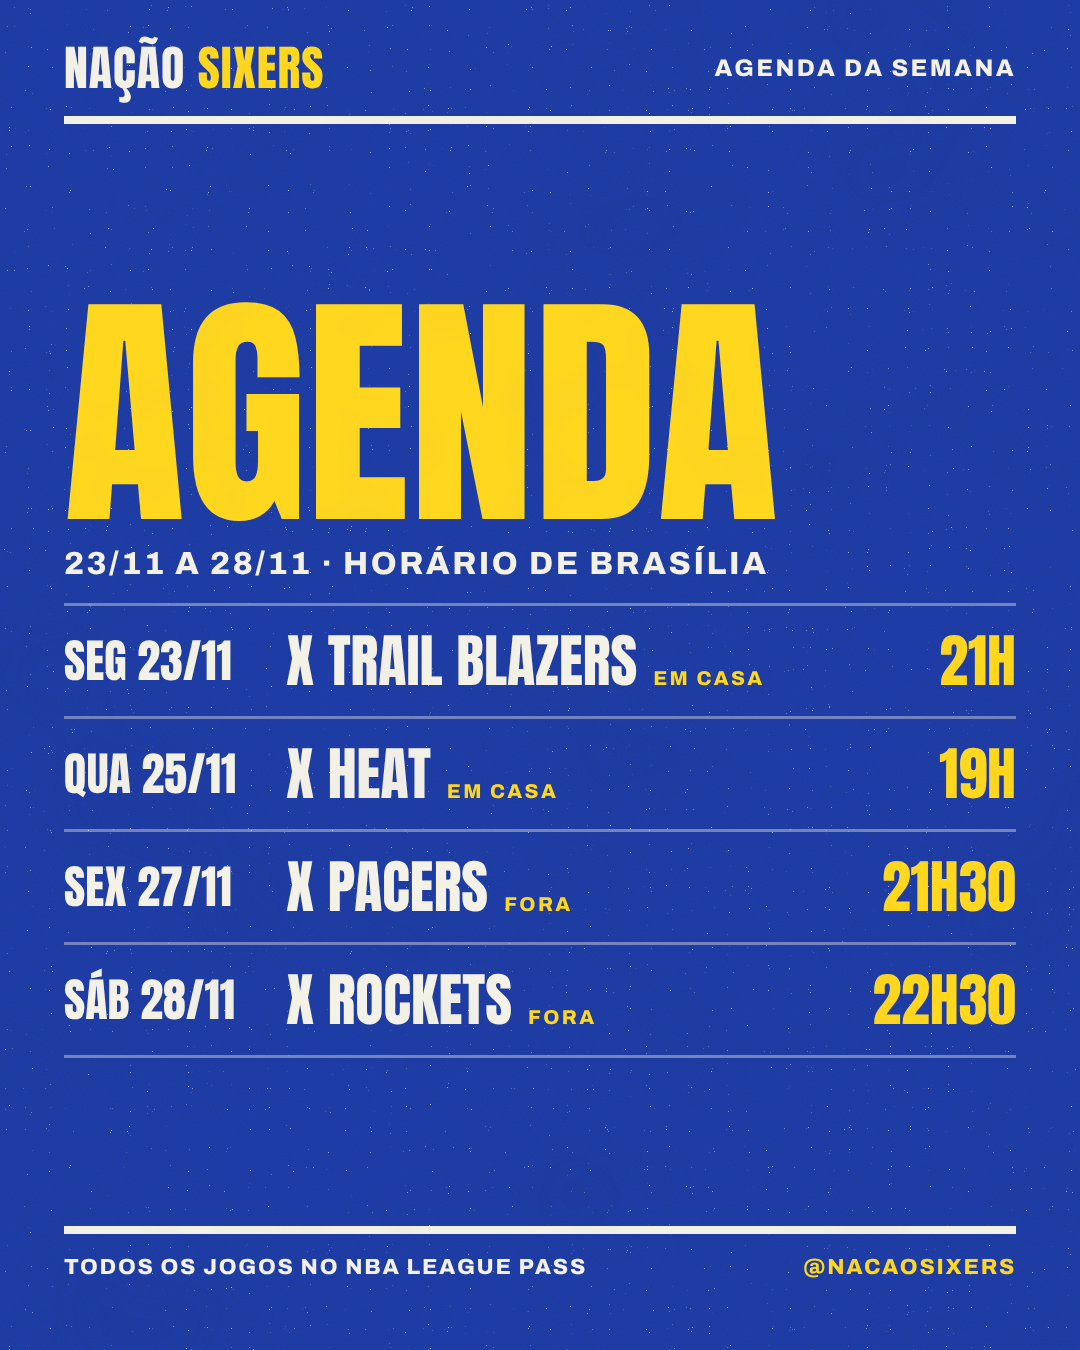 NAÇÃO SIXERS
AGENDA DA SEMANA
AGENDA
23/11 A 28/11 · HORÁRIO DE BRASÍLIA
SEG 23/11 X TRAIL BLAZERS EM CASA 21H
QUA 25/11 X HEAT EM CASA 19H
SEX 27/11 X PACERS FORA 21H30
SÁB 28/11 X ROCKETS FORA 22H30
TODOS OS JOGOS NO NBA LEAGUE PASS
@NACAOSIXERS